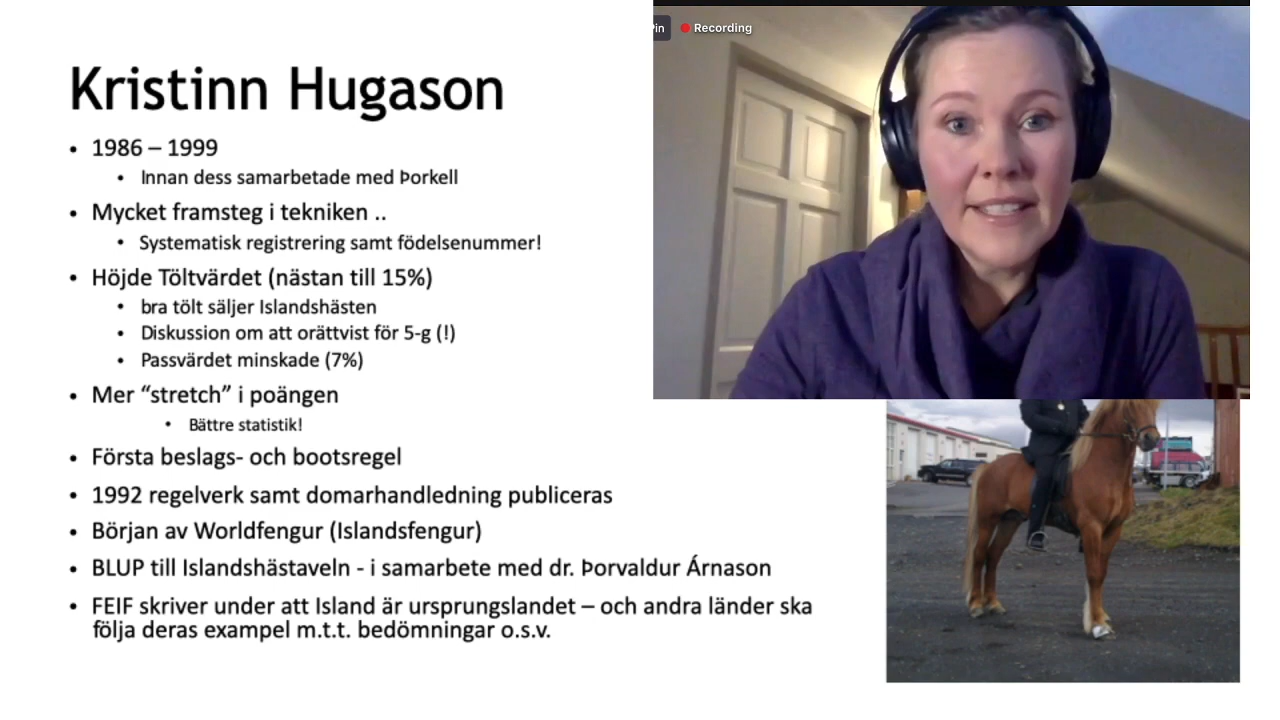 Pin
Recording
Kristinn Hugason
• 1986 – 1999
• Innan dess samarbetade med Þorkell
• Mycket framsteg i tekniken ..
• Systematisk registrering samt födelsenummer!
• Höjde Töltvärdet (nästan till 15%)
• bra tölt säljer Islandshästen
• Diskussion om att orättvist för 5-g (!)
• Passvärdet minskade (7%)
• Mer “stretch” i poängen
• Bättre statistik!
• Första beslags- och bootsregel
• 1992 regelverk samt domarhandledning publiceras
• Början av Worldfengur (Islandsfengur)
• BLUP till Islandshästaveln - i samarbete med dr. Þorvaldur Árnason
• FEIF skriver under att Island är ursprungslandet – och andra länder ska
följa deras exampel m.t.t. bedömningar o.s.v.